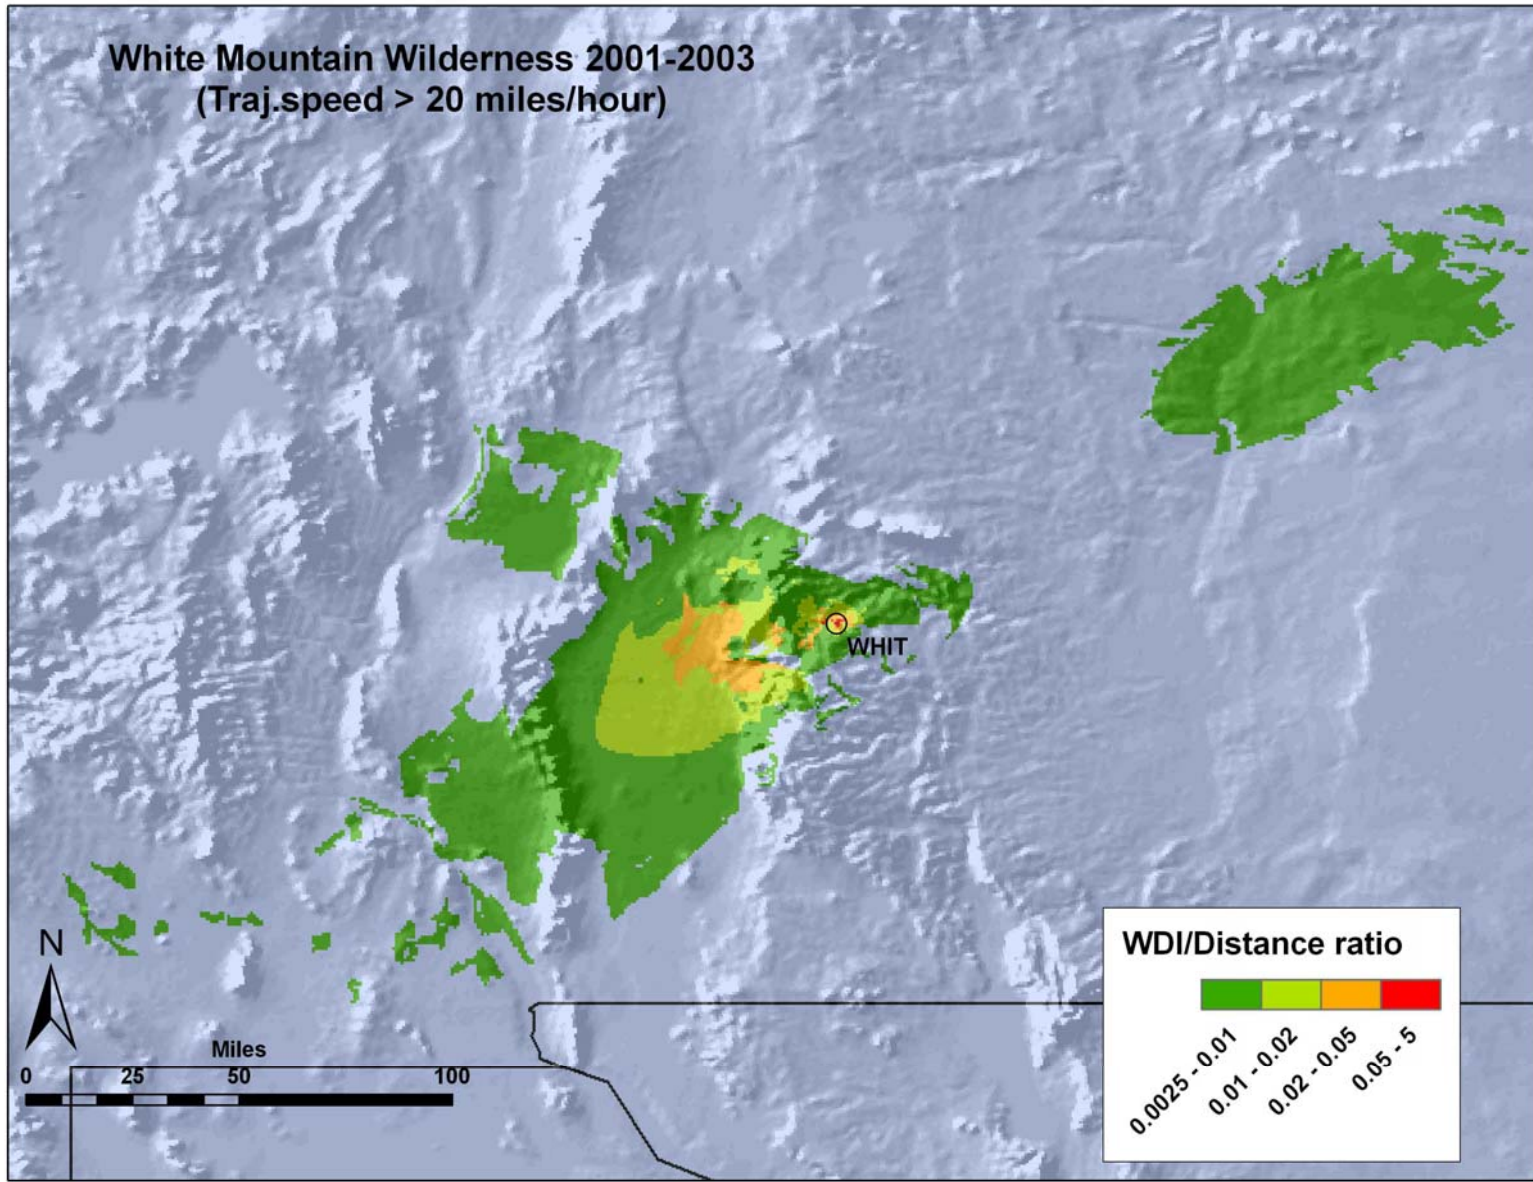 White Mountain Wilderness 2001-2003
(Traj.speed > 20 miles/hour)
WHIT
N
Miles
0 25 50 100
WDI/Distance ratio
0.0025 - 0.01
0.01 - 0.02
0.02 - 0.05
0.05 - 5